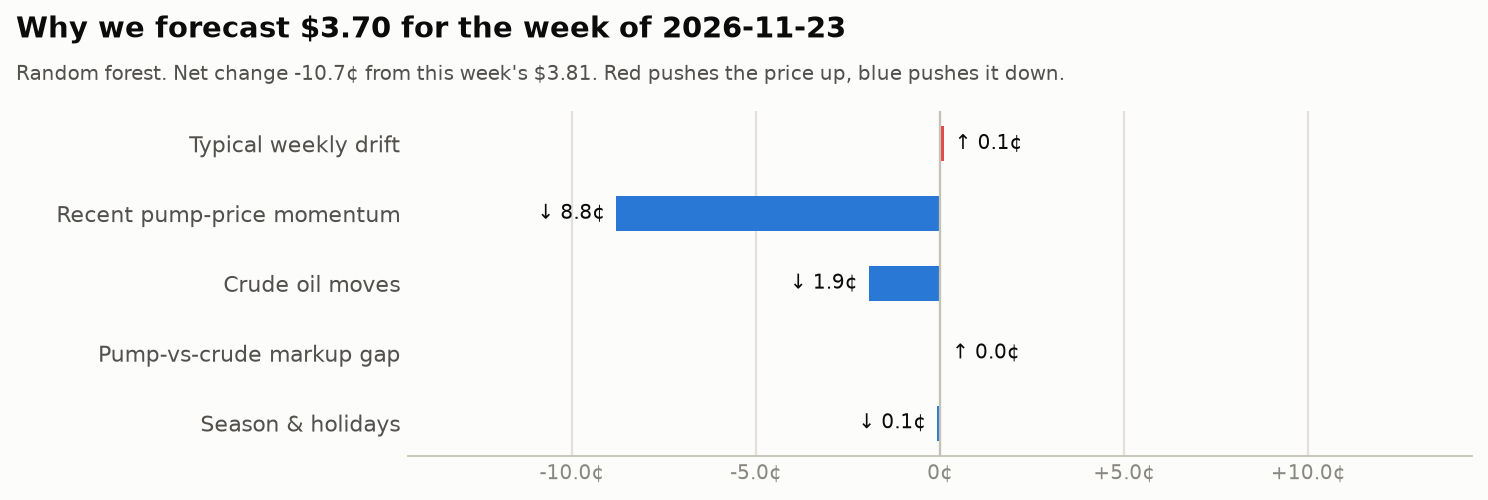 Why we forecast $3.70 for the week of 2026-11-23
Random forest. Net change -10.7¢ from this week's $3.81. Red pushes the price up, blue pushes it down.
Typical weekly drift
↑ 0.1¢
Recent pump-price momentum
↓ 8.8¢
Crude oil moves
↓ 1.9¢
Pump-vs-crude markup gap
↑ 0.0¢
Season & holidays
↓ 0.1¢
-10.0¢
-5.0¢
0¢
+5.0¢
+10.0¢